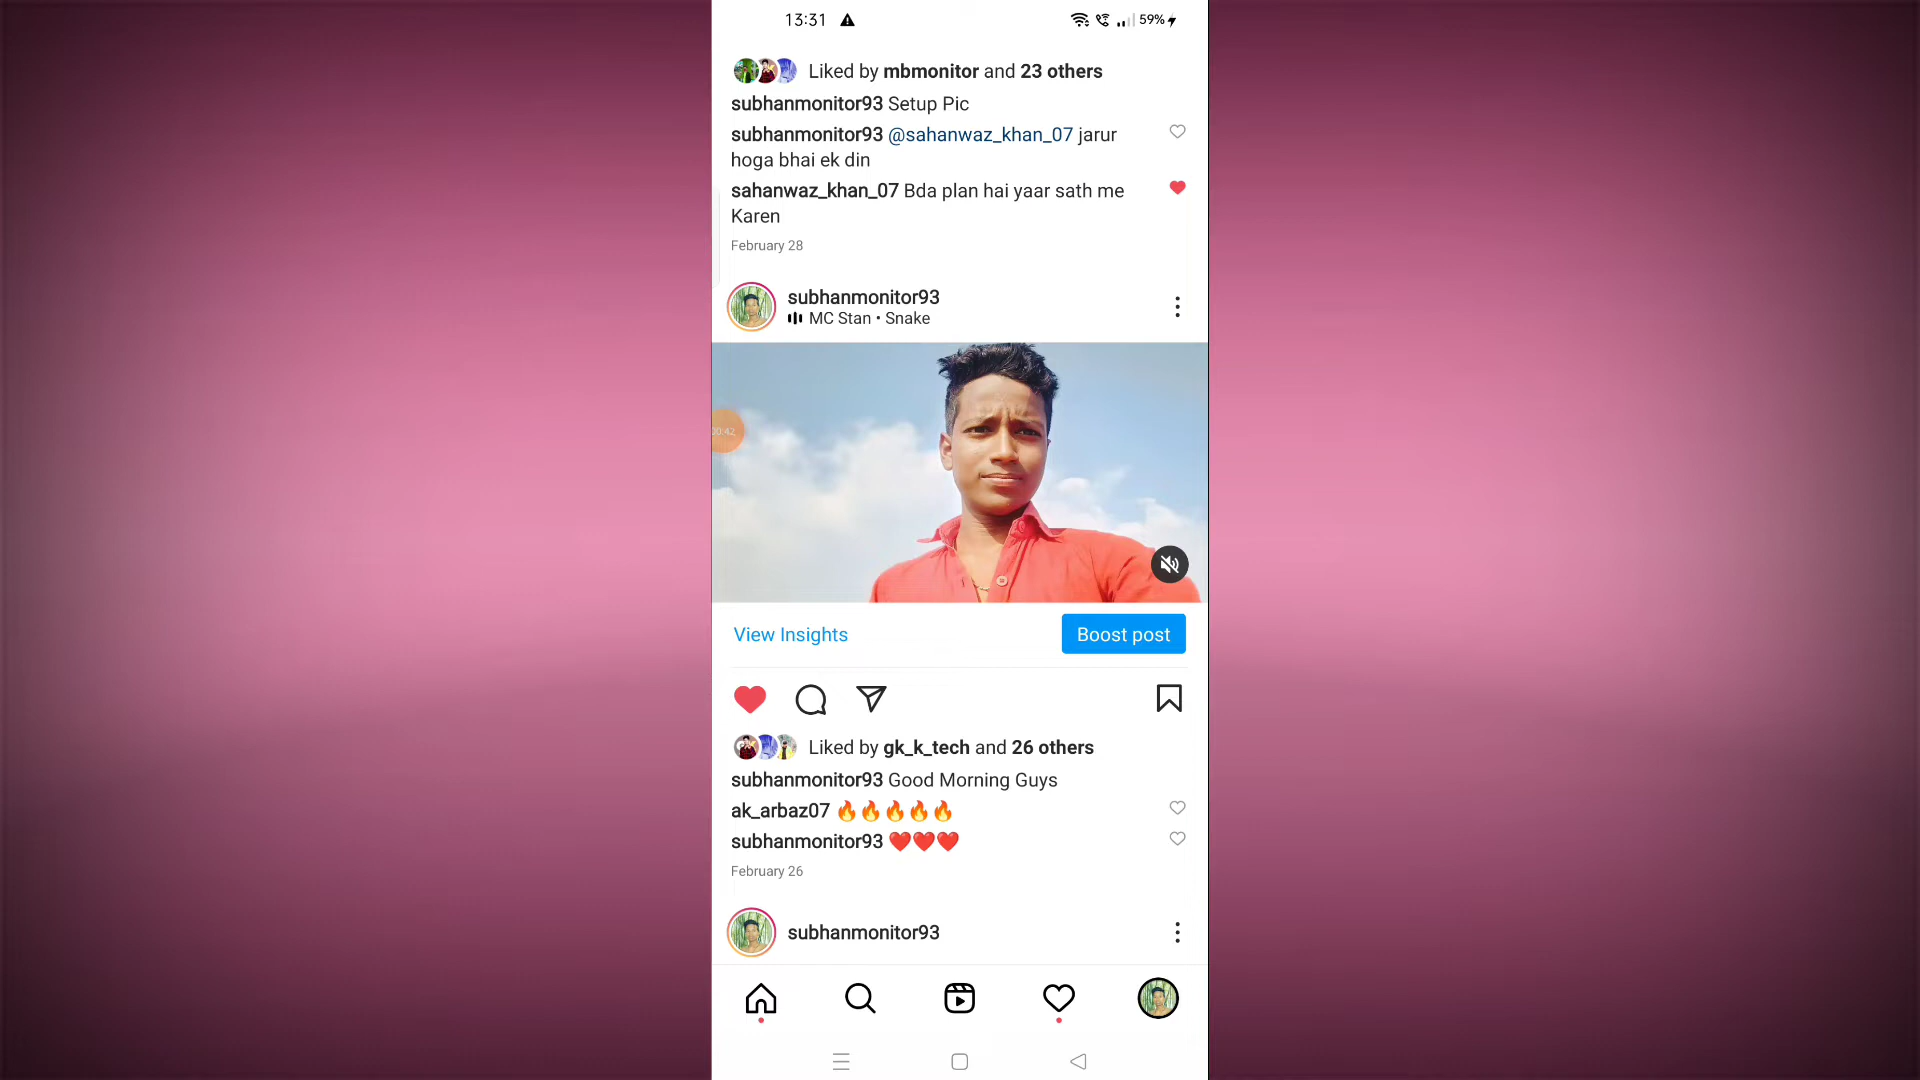 13:31 59%
Liked by mbmonitor and 23 others
subhanmonitor93 Setup Pic
subhanmonitor93 @sahanwaz_khan_07 jarur
hoga bhai ek din
sahanwaz_khan_07 Bda plan hai yaar sath me
Karen
February 28
subhanmonitor93
MC Stan • Snake
00:42
View Insights Boost post
Liked by gk_k_tech and 26 others
subhanmonitor93 Good Morning Guys
ak_arbaz07 🔥🔥🔥🔥🔥
subhanmonitor93 ❤️❤️❤️
February 26
subhanmonitor93